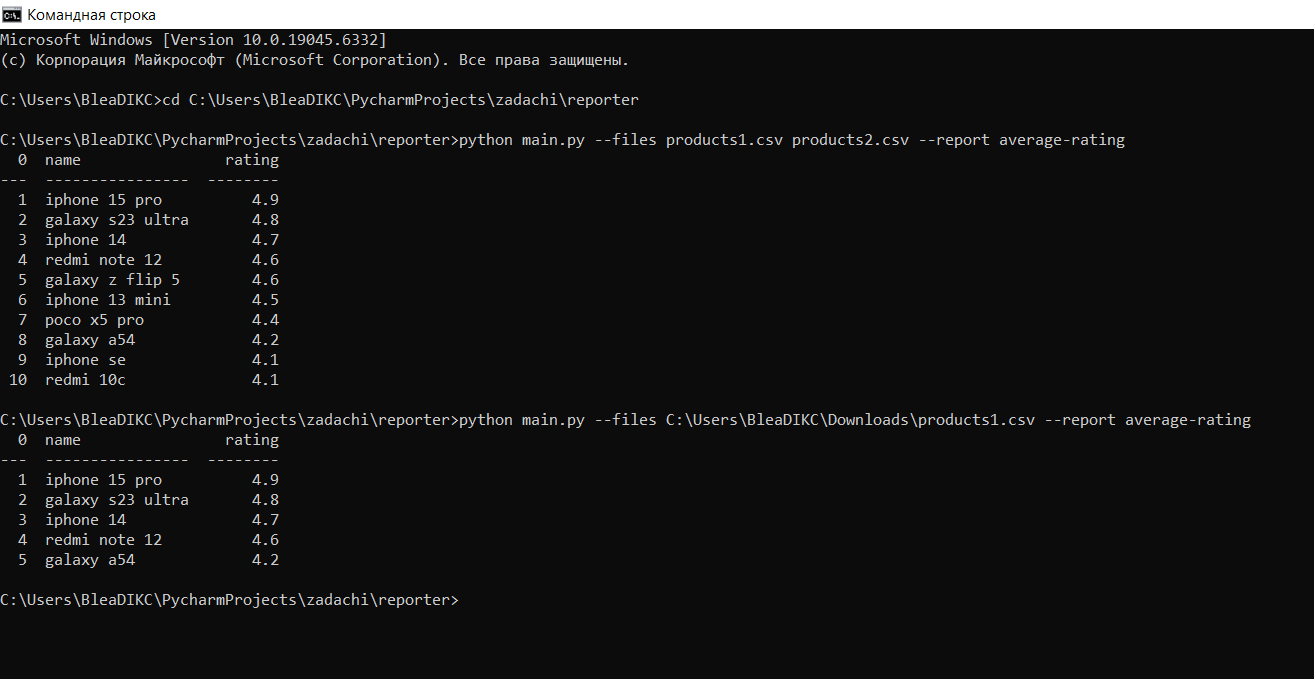 Командная строка
Microsoft Windows [Version 10.0.19045.6332]
(c) Корпорация Майкрософт (Microsoft Corporation). Все права защищены.
C:\Users\BleaDIKC>cd C:\Users\BleaDIKC\PycharmProjects\zadachi\reporter
C:\Users\BleaDIKC\PycharmProjects\zadachi\reporter>python main.py --files products1.csv products2.csv --report average-rating
  0  name                rating
---  ----------------  --------
  1  iphone 15 pro          4.9
  2  galaxy s23 ultra       4.8
  3  iphone 14              4.7
  4  redmi note 12          4.6
  5  galaxy z flip 5        4.6
  6  iphone 13 mini         4.5
  7  poco x5 pro            4.4
  8  galaxy a54             4.2
  9  iphone se              4.1
 10  redmi 10c              4.1
C:\Users\BleaDIKC\PycharmProjects\zadachi\reporter>python main.py --files C:\Users\BleaDIKC\Downloads\products1.csv --report average-rating
  0  name                rating
---  ----------------  --------
  1  iphone 15 pro          4.9
  2  galaxy s23 ultra       4.8
  3  iphone 14              4.7
  4  redmi note 12          4.6
  5  galaxy a54             4.2
C:\Users\BleaDIKC\PycharmProjects\zadachi\reporter>